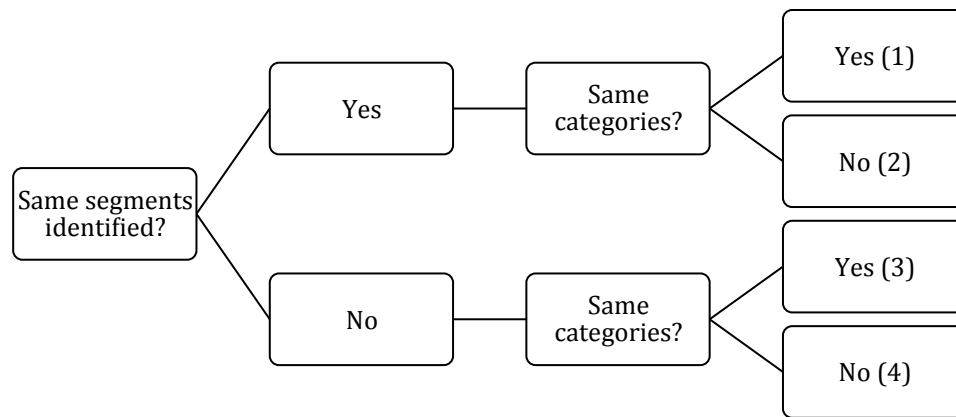 Same segments
identified?
Yes
Same
categories?
Yes (1)
No (2)
No
Same
categories?
Yes (3)
No (4)